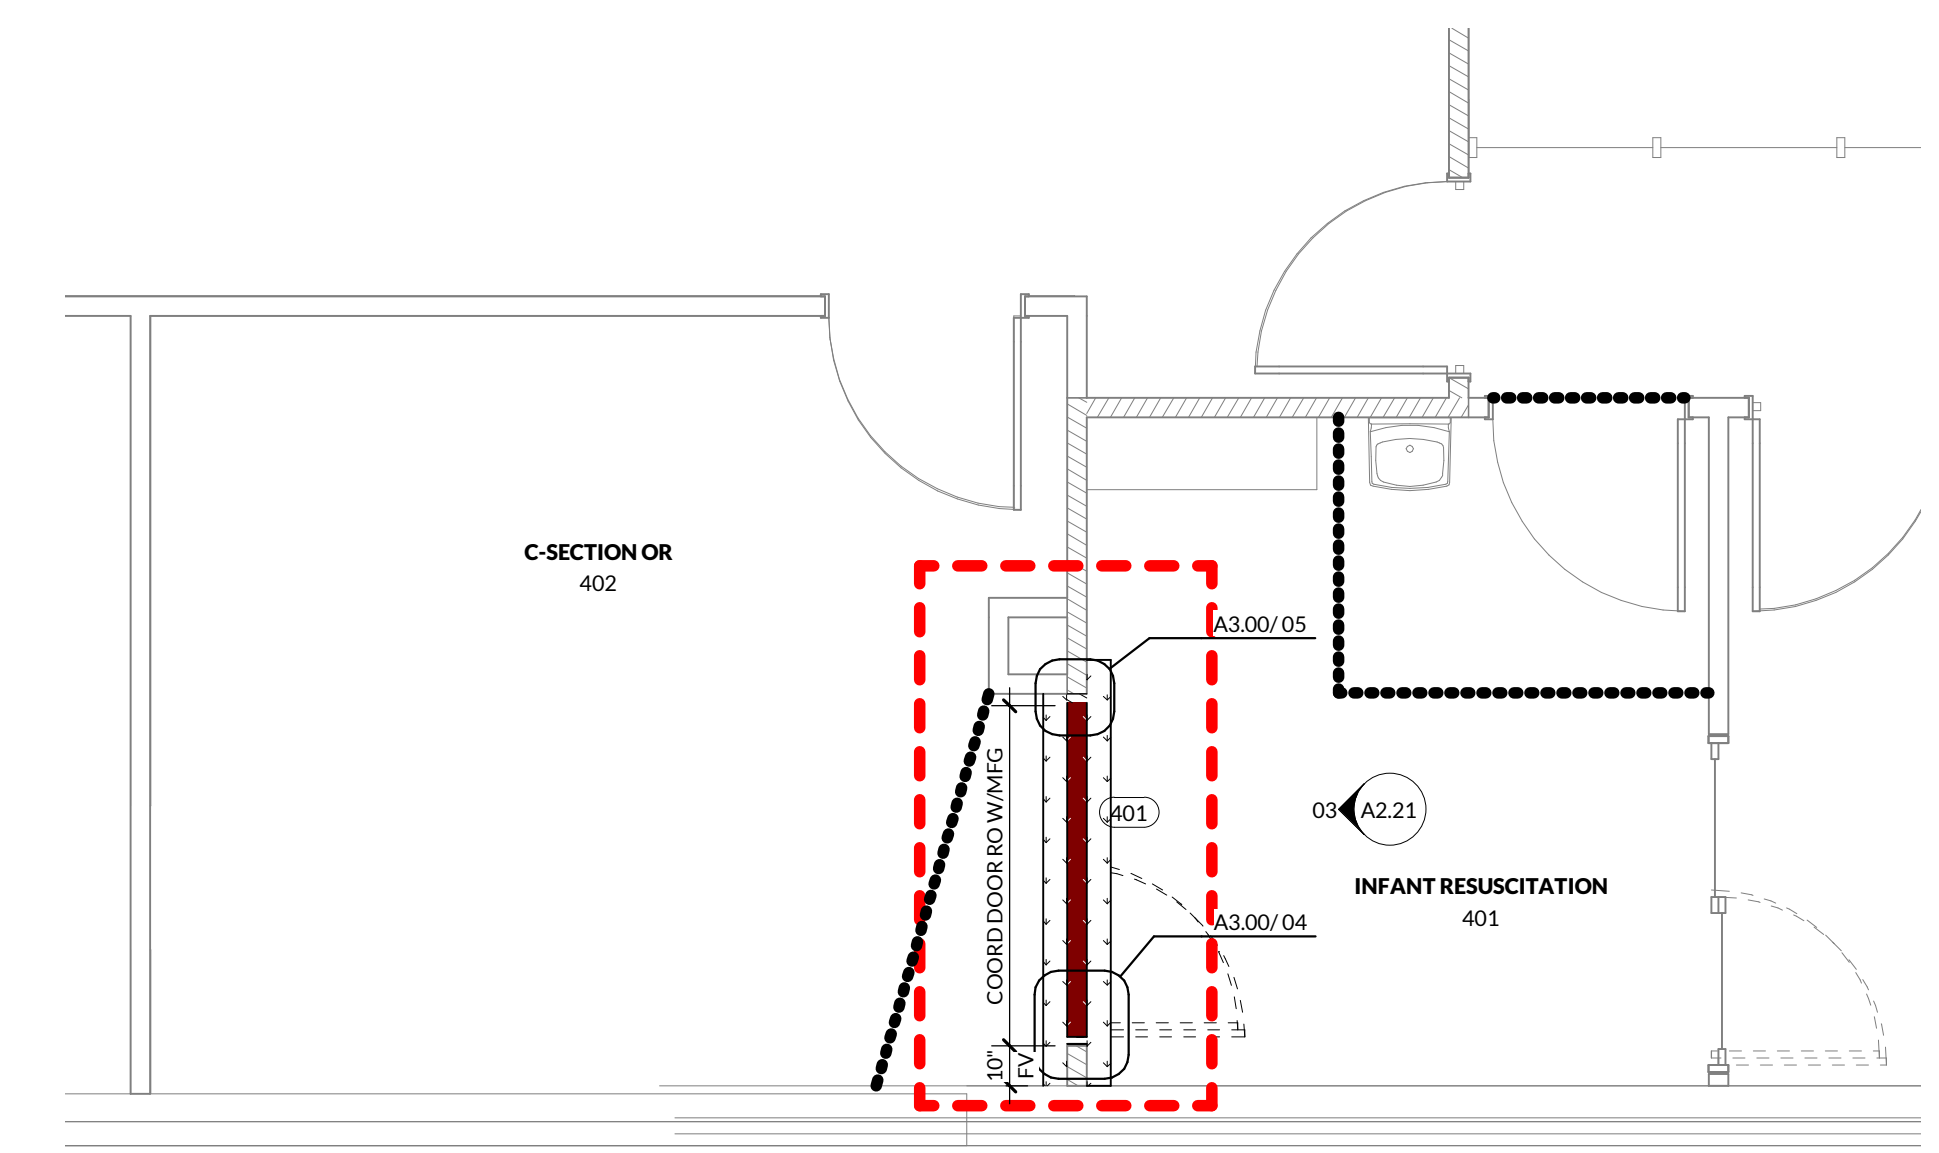 C-SECTION OR
402
A3.00/ 05
COORD DOOR RO W/MFG
401
03 A2.21
INFANT RESUSCITATION
401
A3.00/ 04
10"
FV